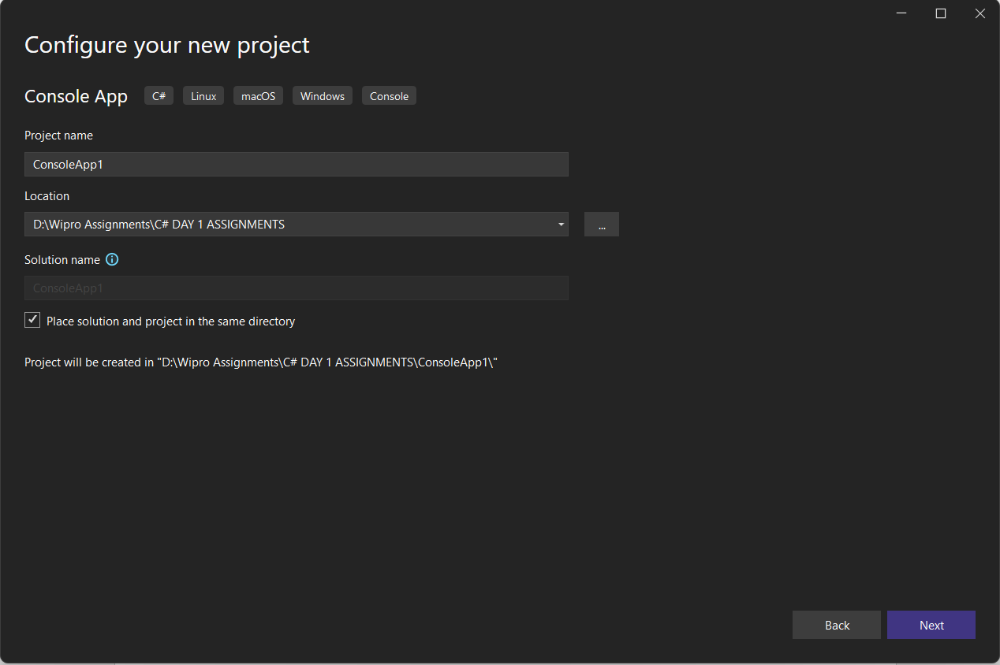 Configure your new project
Console App C# Linux macOS Windows Console
Project name
ConsoleApp1
Location
D:\Wipro Assignments\C# DAY 1 ASSIGNMENTS ...
Solution name
ConsoleApp1
Place solution and project in the same directory
Project will be created in "D:\Wipro Assignments\C# DAY 1 ASSIGNMENTS\ConsoleApp1\"
Back Next